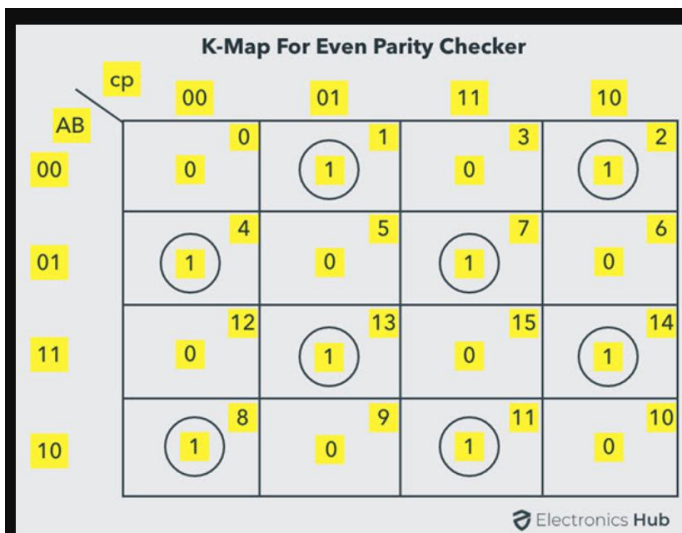 K-Map For Even Parity Checker
cp
00 01 11 10
AB
0 1 3 2
00 0 1 0 1
4 5 7 6
01 1 0 1 0
12 13 15 14
11 0 1 0 1
8 9 11 10
10 1 0 1 0
Electronics Hub